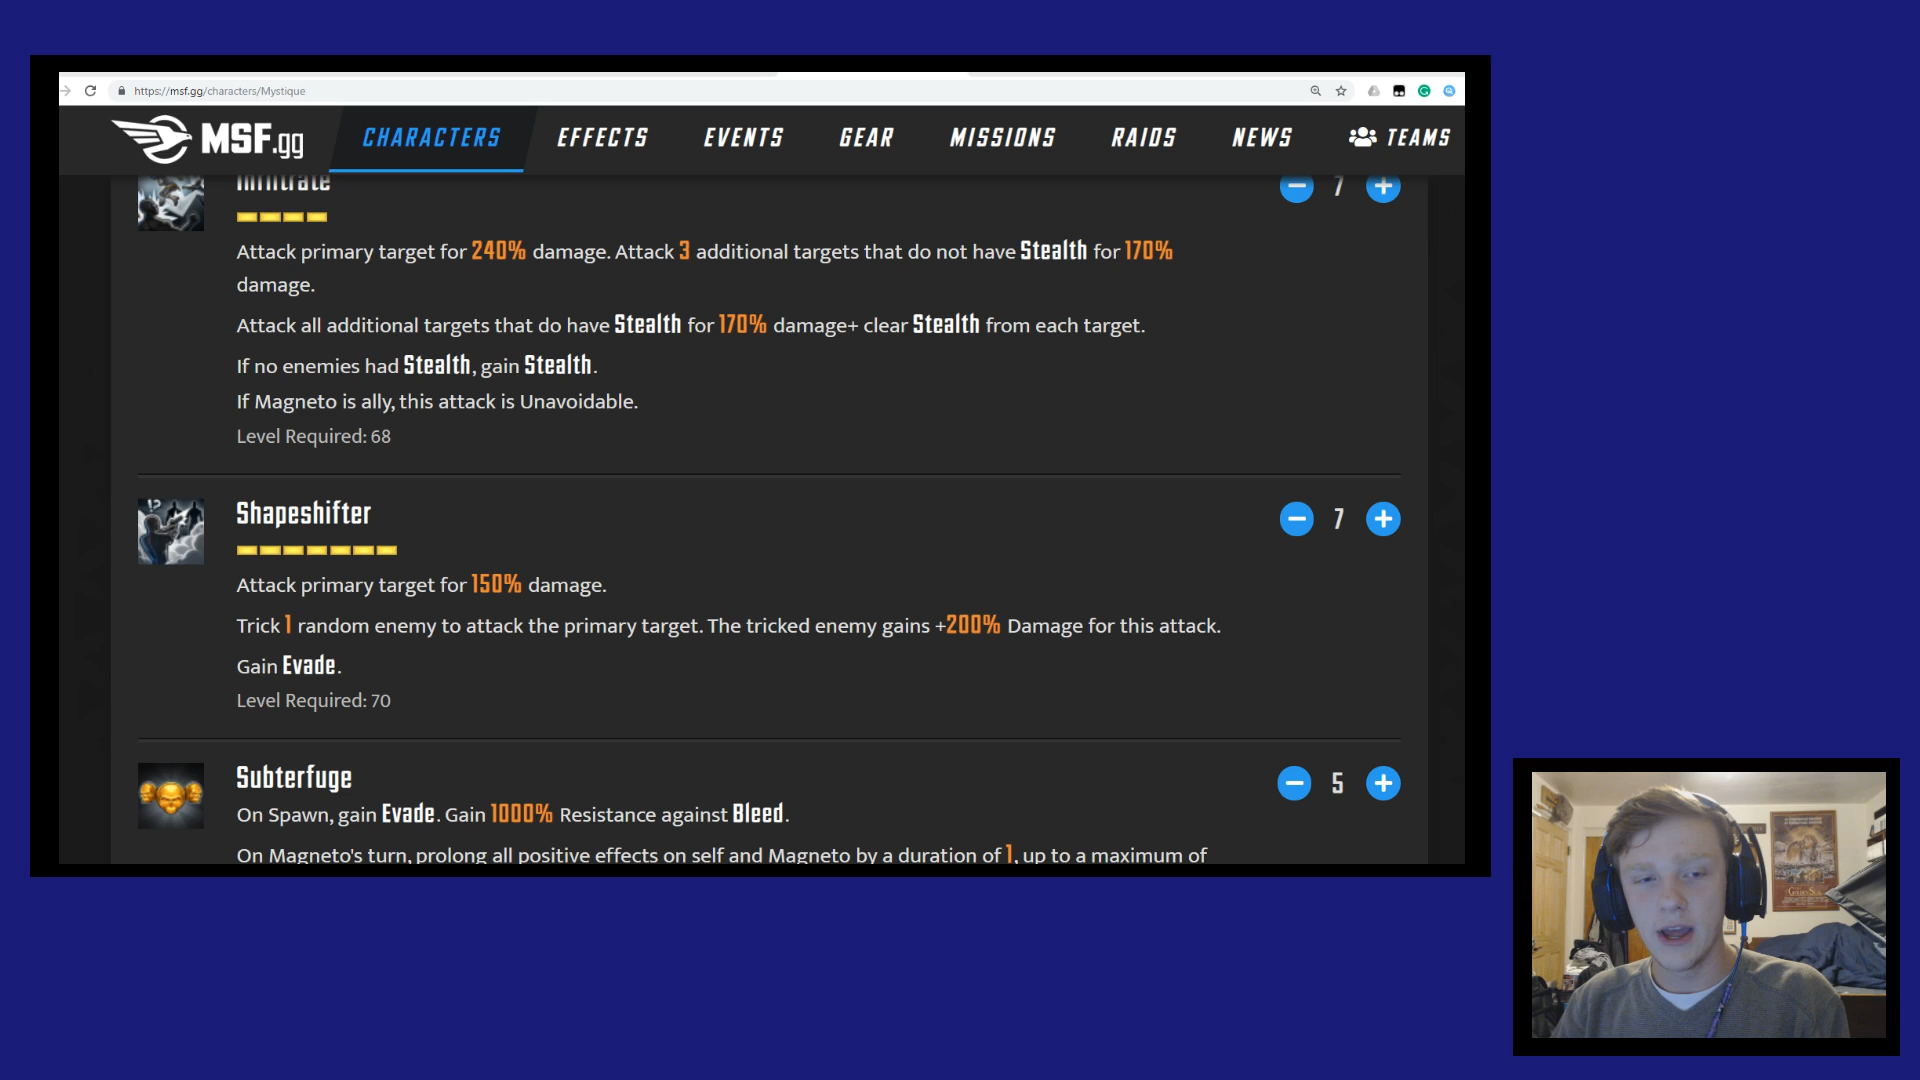 https://msf.gg/characters/Mystique
MSF.gg
CHARACTERS
EFFECTS
EVENTS
GEAR
MISSIONS
RAIDS
NEWS
TEAMS
Infiltrate
7
Attack primary target for 240% damage. Attack 3 additional targets that do not have Stealth for 170%
damage.
Attack all additional targets that do have Stealth for 170% damage+ clear Stealth from each target.
If no enemies had Stealth, gain Stealth.
If Magneto is ally, this attack is Unavoidable.
Level Required: 68
Shapeshifter
7
Attack primary target for 150% damage.
Trick 1 random enemy to attack the primary target. The tricked enemy gains +200% Damage for this attack.
Gain Evade.
Level Required: 70
Subterfuge
5
On Spawn, gain Evade. Gain 1000% Resistance against Bleed.
On Magneto's turn, prolong all positive effects on self and Magneto by a duration of 1, up to a maximum of